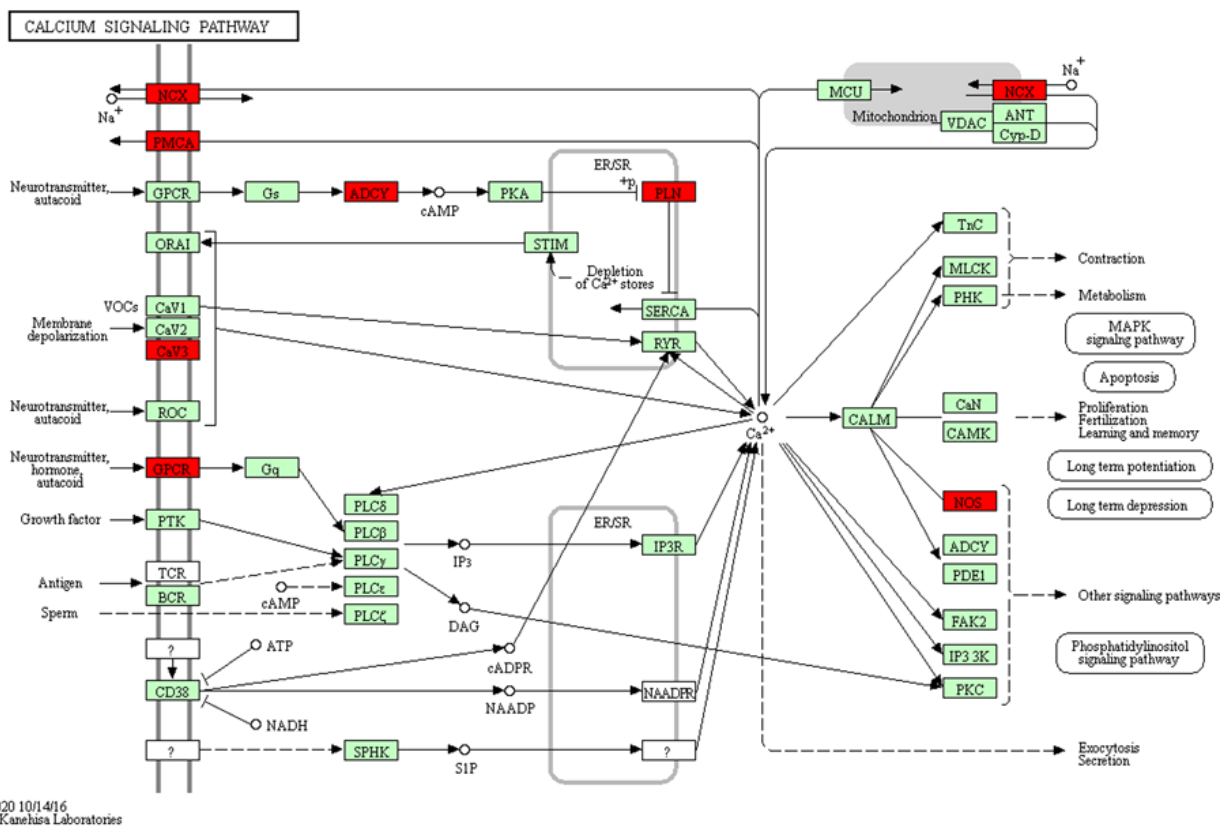 CALCIUM SIGNALING PATHWAY
NCX
Na+
PMCA
MCU
Mitochondrion
NCX
Na+
VDAC
ANT
Cyp-D
Neurotransmitter,
autacoid
GPCR
Gs
ADCY
cAMP
PKA
ER/SR
+p
PLN
ORAI
STIM
Depletion
of Ca2+ stores
TnC
MLCK
PHK
Contraction
Metabolism
VOCs
CaV1
CaV2
CaV3
Membrane
depolarization
SERCA
RYR
MAPK
signalng pathway
Apoptosis
Neurotransmitter,
autacoid
ROC
Ca2+
CALM
CaN
CAMK
Proliferation
Fertilization
Learning and memory
Neurotransmitter,
hormone,
autacoid
GPCR
Gq
Long term potentiation
Long term depression
NOS
PLCδ
PLCβ
PLCγ
PLCε
PLCζ
Growth factor
PTK
IP3
ER/SR
IP3R
ADCY
PDE1
Antigen
TCR
BCR
cAMP
Sperm
DAG
Other signaling pathways
FAK2
IP3 3K
PKC
Phosphatidylinositol
signaling pathway
?
ATP
cADPR
CD38
NAADP
NAADPR
NADH
?
SPHK
S1P
?
Exocytosis
Secretion
20 10/14/16
Kanehisa Laboratories